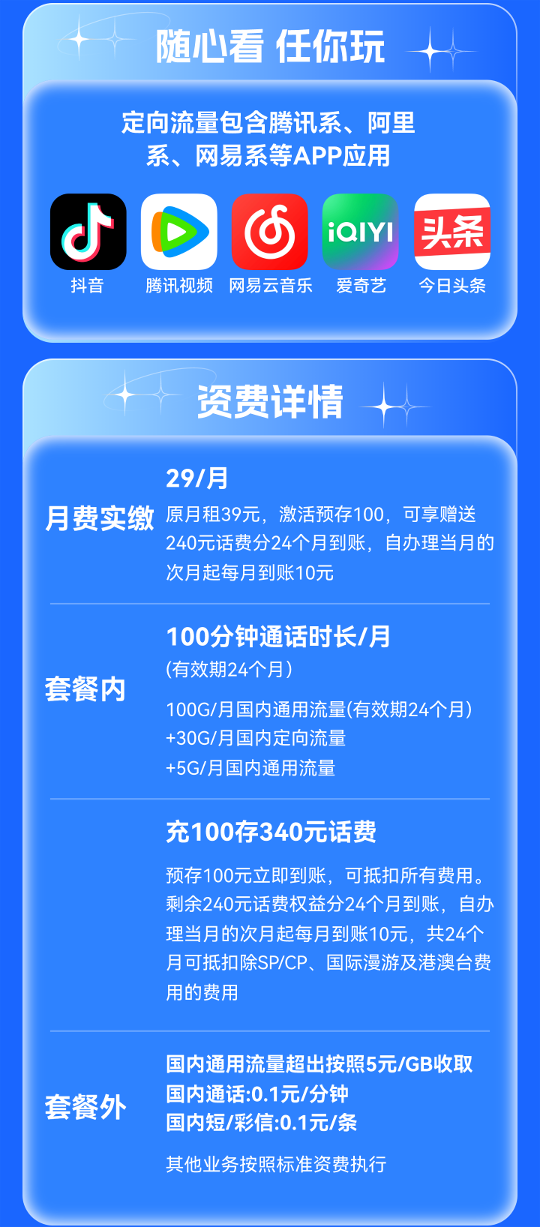 随心看 任你玩
定向流量包含腾讯系、阿里
系、网易系等APP应用
iQIYI
头条
抖音
腾讯视频
网易云音乐
爱奇艺
今日头条
资费详情
月费实缴
29/月
原月租39元，激活预存100，可享赠送
240元话费分24个月到账，自办理当月的
次月起每月到账10元
套餐内
100分钟通话时长/月
(有效期24个月)
100G/月国内通用流量(有效期24个月)
+30G/月国内定向流量
+5G/月国内通用流量
充100存340元话费
预存100元立即到账，可抵扣所有费用。
剩余240元话费权益分24个月到账，自办
理当月的次月起每月到账10元，共24个
月可抵扣除SP/CP、国际漫游及港澳台费
用的费用
套餐外
国内通用流量超出按照5元/GB收取
国内通话:0.1元/分钟
国内短/彩信:0.1元/条
其他业务按照标准资费执行